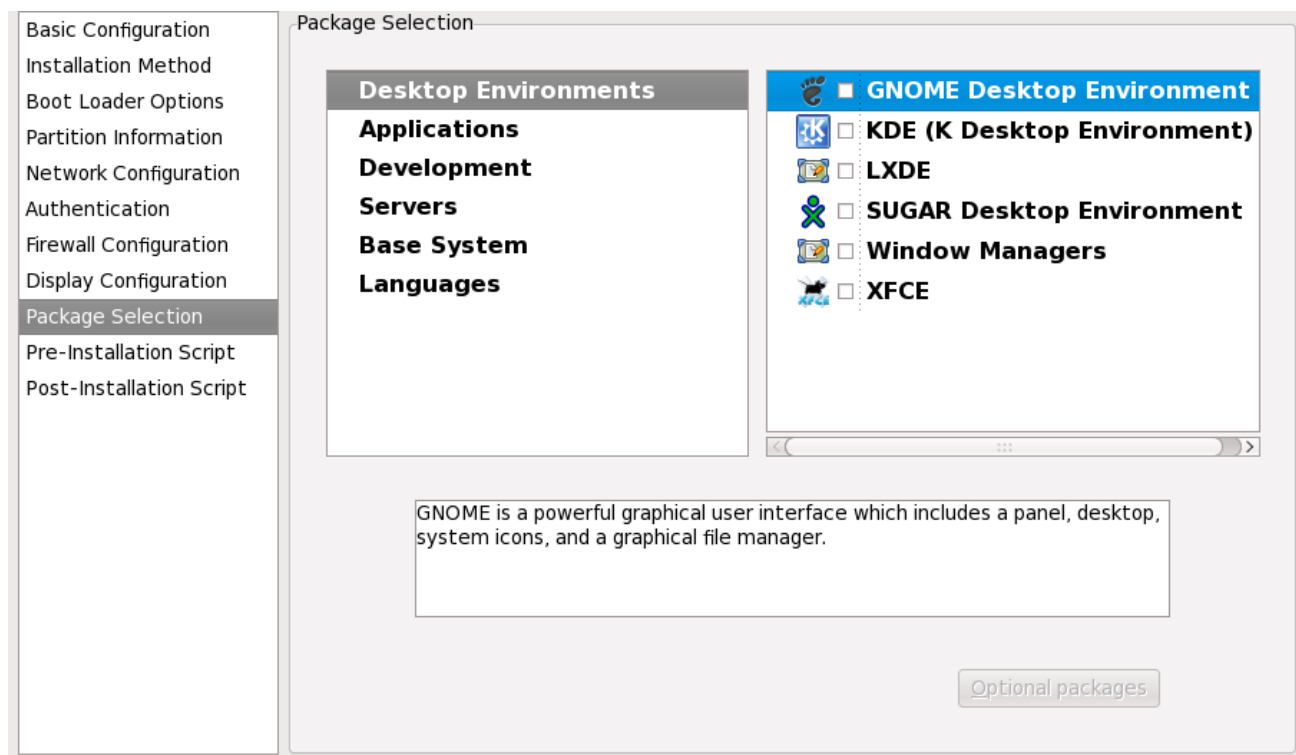 Basic Configuration
Installation Method
Boot Loader Options
Partition Information
Network Configuration
Authentication
Firewall Configuration
Display Configuration
Package Selection
Pre-Installation Script
Post-Installation Script
Package Selection
Desktop Environments
Applications
Development
Servers
Base System
Languages
GNOME Desktop Environment
KDE (K Desktop Environment)
LXDE
SUGAR Desktop Environment
Window Managers
XFCE
GNOME is a powerful graphical user interface which includes a panel, desktop,
system icons, and a graphical file manager.
Optional packages